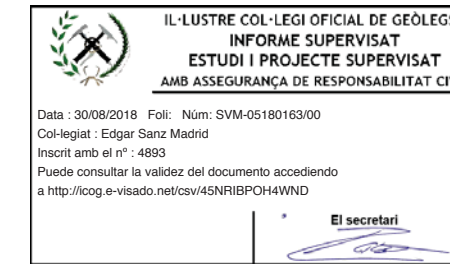 IL·LUSTRE COL·LEGI OFICIAL DE GEÒLEGS
INFORME SUPERVISAT
ESTUDI I PROJECTE SUPERVISAT
AMB ASSEGURANÇA DE RESPONSABILITAT
Data : 30/08/2018 Foli: Núm: SVM-05180163/00
Col-legiat : Edgar Sanz Madrid
Inscrit amb el nº : 4893
Puede consultar la validez del documento accediendo
a http://icog.e-visado.net/csv/45NRIBPOH4WND
El secretari